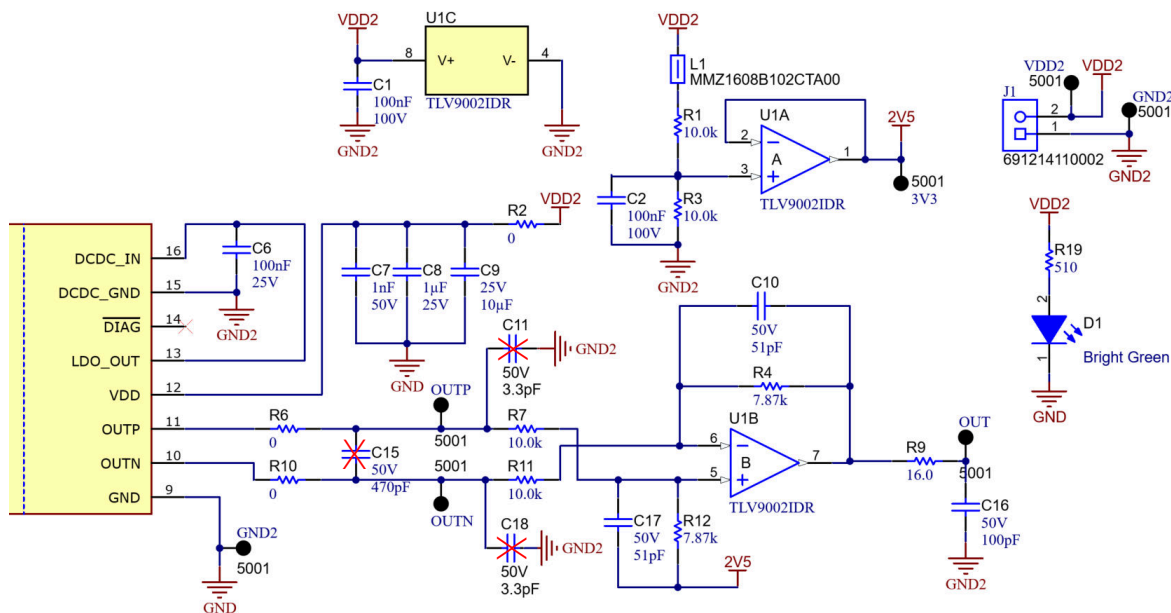 VDD2
U1C
8
V+
V-
4
TLV9002IDR
C1
100nF
100V
GND2
GND2
VDD2
L1
MMZ1608B102CTA00
R1
10.0k
U1A
2
A
3
1
TLV9002IDR
2V5
5001
3V3
C2
100nF
100V
R3
10.0k
GND2
VDD2
5001
VDD2
GND2
5001
J1
2
1
691214110002
GND2
DCDC_IN
16
C6
100nF
25V
DCDC_GND
15
GND2
DIAG
14
LDO_OUT
13
VDD
12
OUTP
11
OUTN
10
GND
9
R2
0
VDD2
C7
1nF
50V
C8
1µF
25V
C9
25V
10µF
GND
C11
50V
3.3pF
GND2
R6
0
OUTP
5001
R7
10.0k
C15
50V
470pF
R10
0
5001
OUTN
R11
10.0k
C18
50V
3.3pF
GND2
GND2
5001
GND
C10
50V
51pF
R4
7.87k
U1B
6
B
5
7
TLV9002IDR
C17
50V
51pF
R12
7.87k
2V5
R9
16.0
OUT
5001
C16
50V
100pF
GND2
VDD2
R19
510
2
D1
1
Bright Green
GND